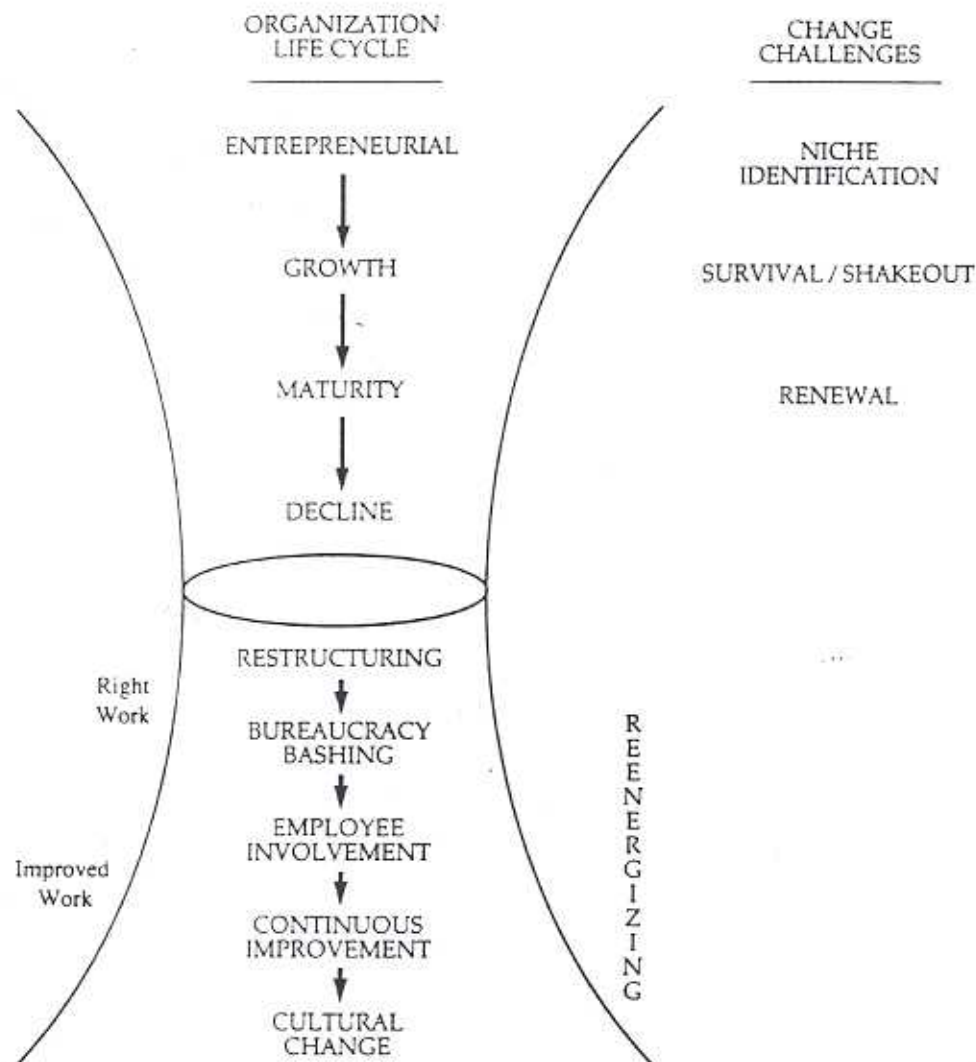 ORGANIZATION
LIFE CYCLE
CHANGE
CHALLENGES
ENTREPRENEURIAL
NICHE
IDENTIFICATION
GROWTH
SURVIVAL / SHAKEOUT
MATURITY
RENEWAL
DECLINE
RESTRUCTURING
Right
Work
BUREAUCRACY
BASHING
EMPLOYEE
INVOLVEMENT
Improved
Work
CONTINUOUS
IMPROVEMENT
CULTURAL
CHANGE
REENERGIZING